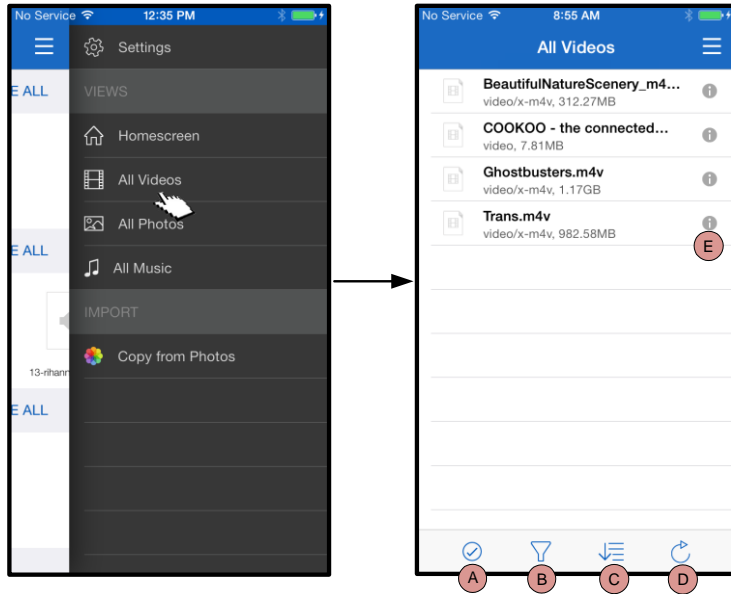 No Service 12:35 PM
E ALL
E ALL
13-rihann
E ALL
Settings
VIEWS
Homescreen
All Videos
All Photos
All Music
IMPORT
Copy from Photos
No Service 8:55 AM
All Videos
BeautifulNatureScenery_m4...
video/x-m4v, 312.27MB
COOKOO - the connected...
video, 7.81MB
Ghostbusters.m4v
video/x-m4v, 1.17GB
Trans.m4v
video/x-m4v, 982.58MB
E
A B C D